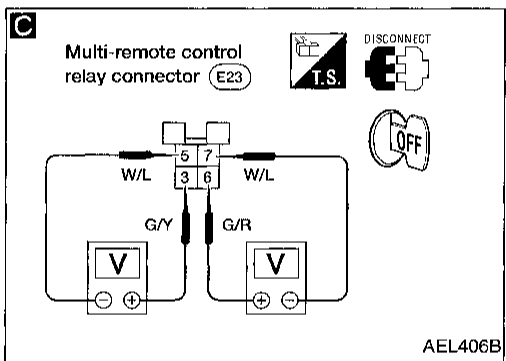 C
Multi-remote control
relay connector E23
T.S.
DISCONNECT
OFF
5 7
3 6
W/L W/L
G/Y G/R
V V
− + + −
AEL406B